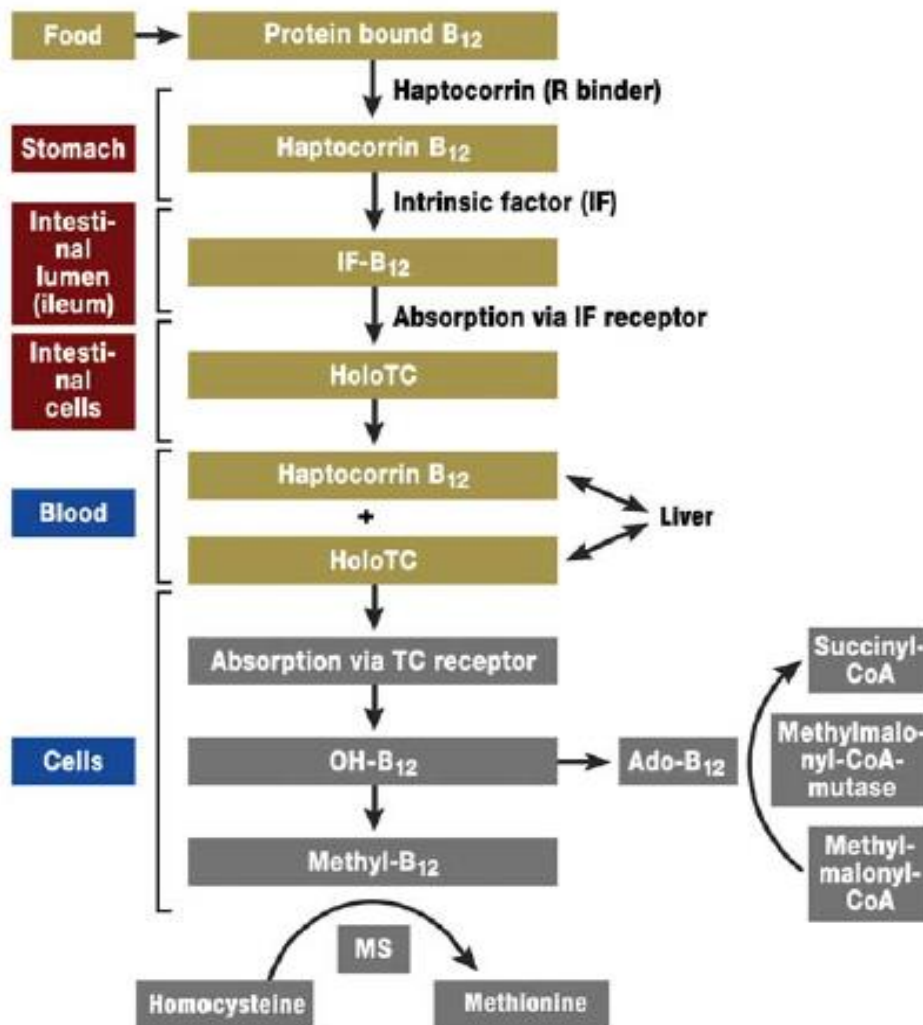 Food
Protein bound B12
Haptocorrin (R binder)
Stomach
Haptocorrin B12
Intrinsic factor (IF)
Intesti-
nal
lumen
(ileum)
IF-B12
Absorption via IF receptor
Intesti-
nal
cells
HoloTC
Haptocorrin B12
Blood
+
Liver
HoloTC
Absorption via TC receptor
Succinyl-
CoA
Cells
OH-B12
Ado-B12
Methylmalo-
nyl-CoA-
mutase
Methyl-B12
Methyl-
malonyl-
CoA
MS
Homocysteine
Methionine